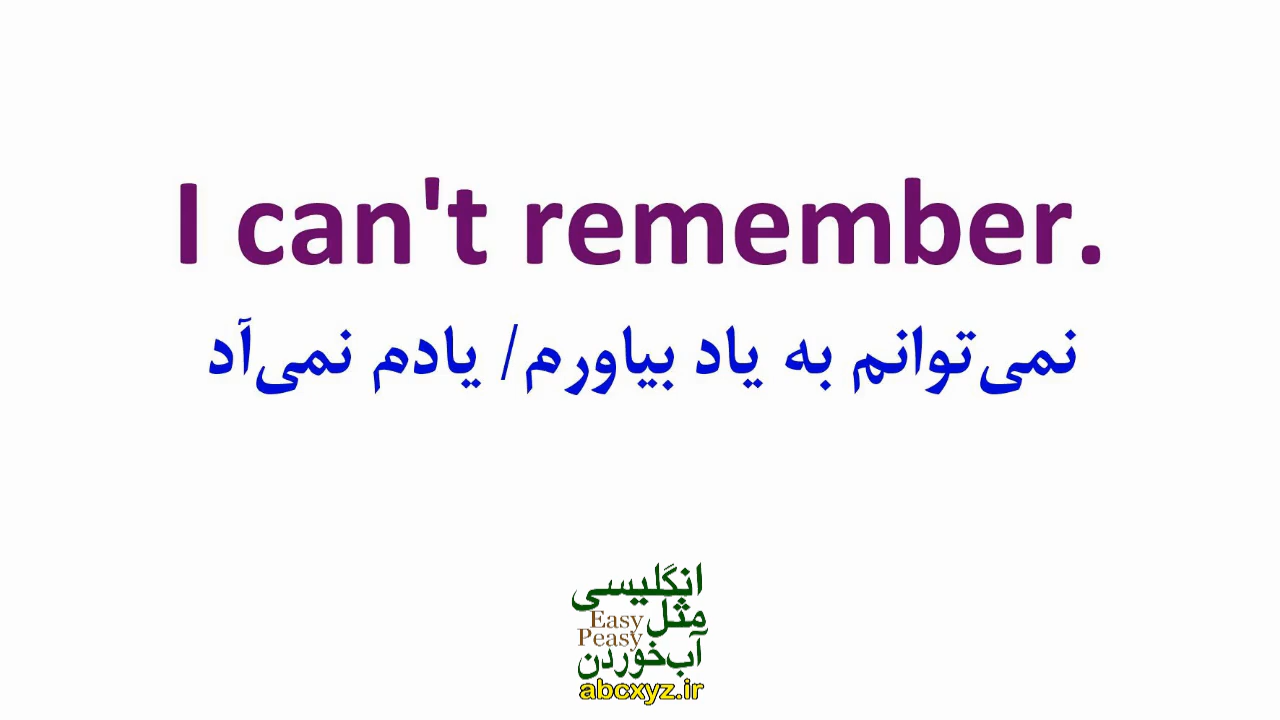 I can't remember.
نمی‌توانم به یاد بیاورم/ یادم نمی‌آد
انگلیسی
مثل
Easy
Peasy
آب‌خوردن
abcxyz.ir